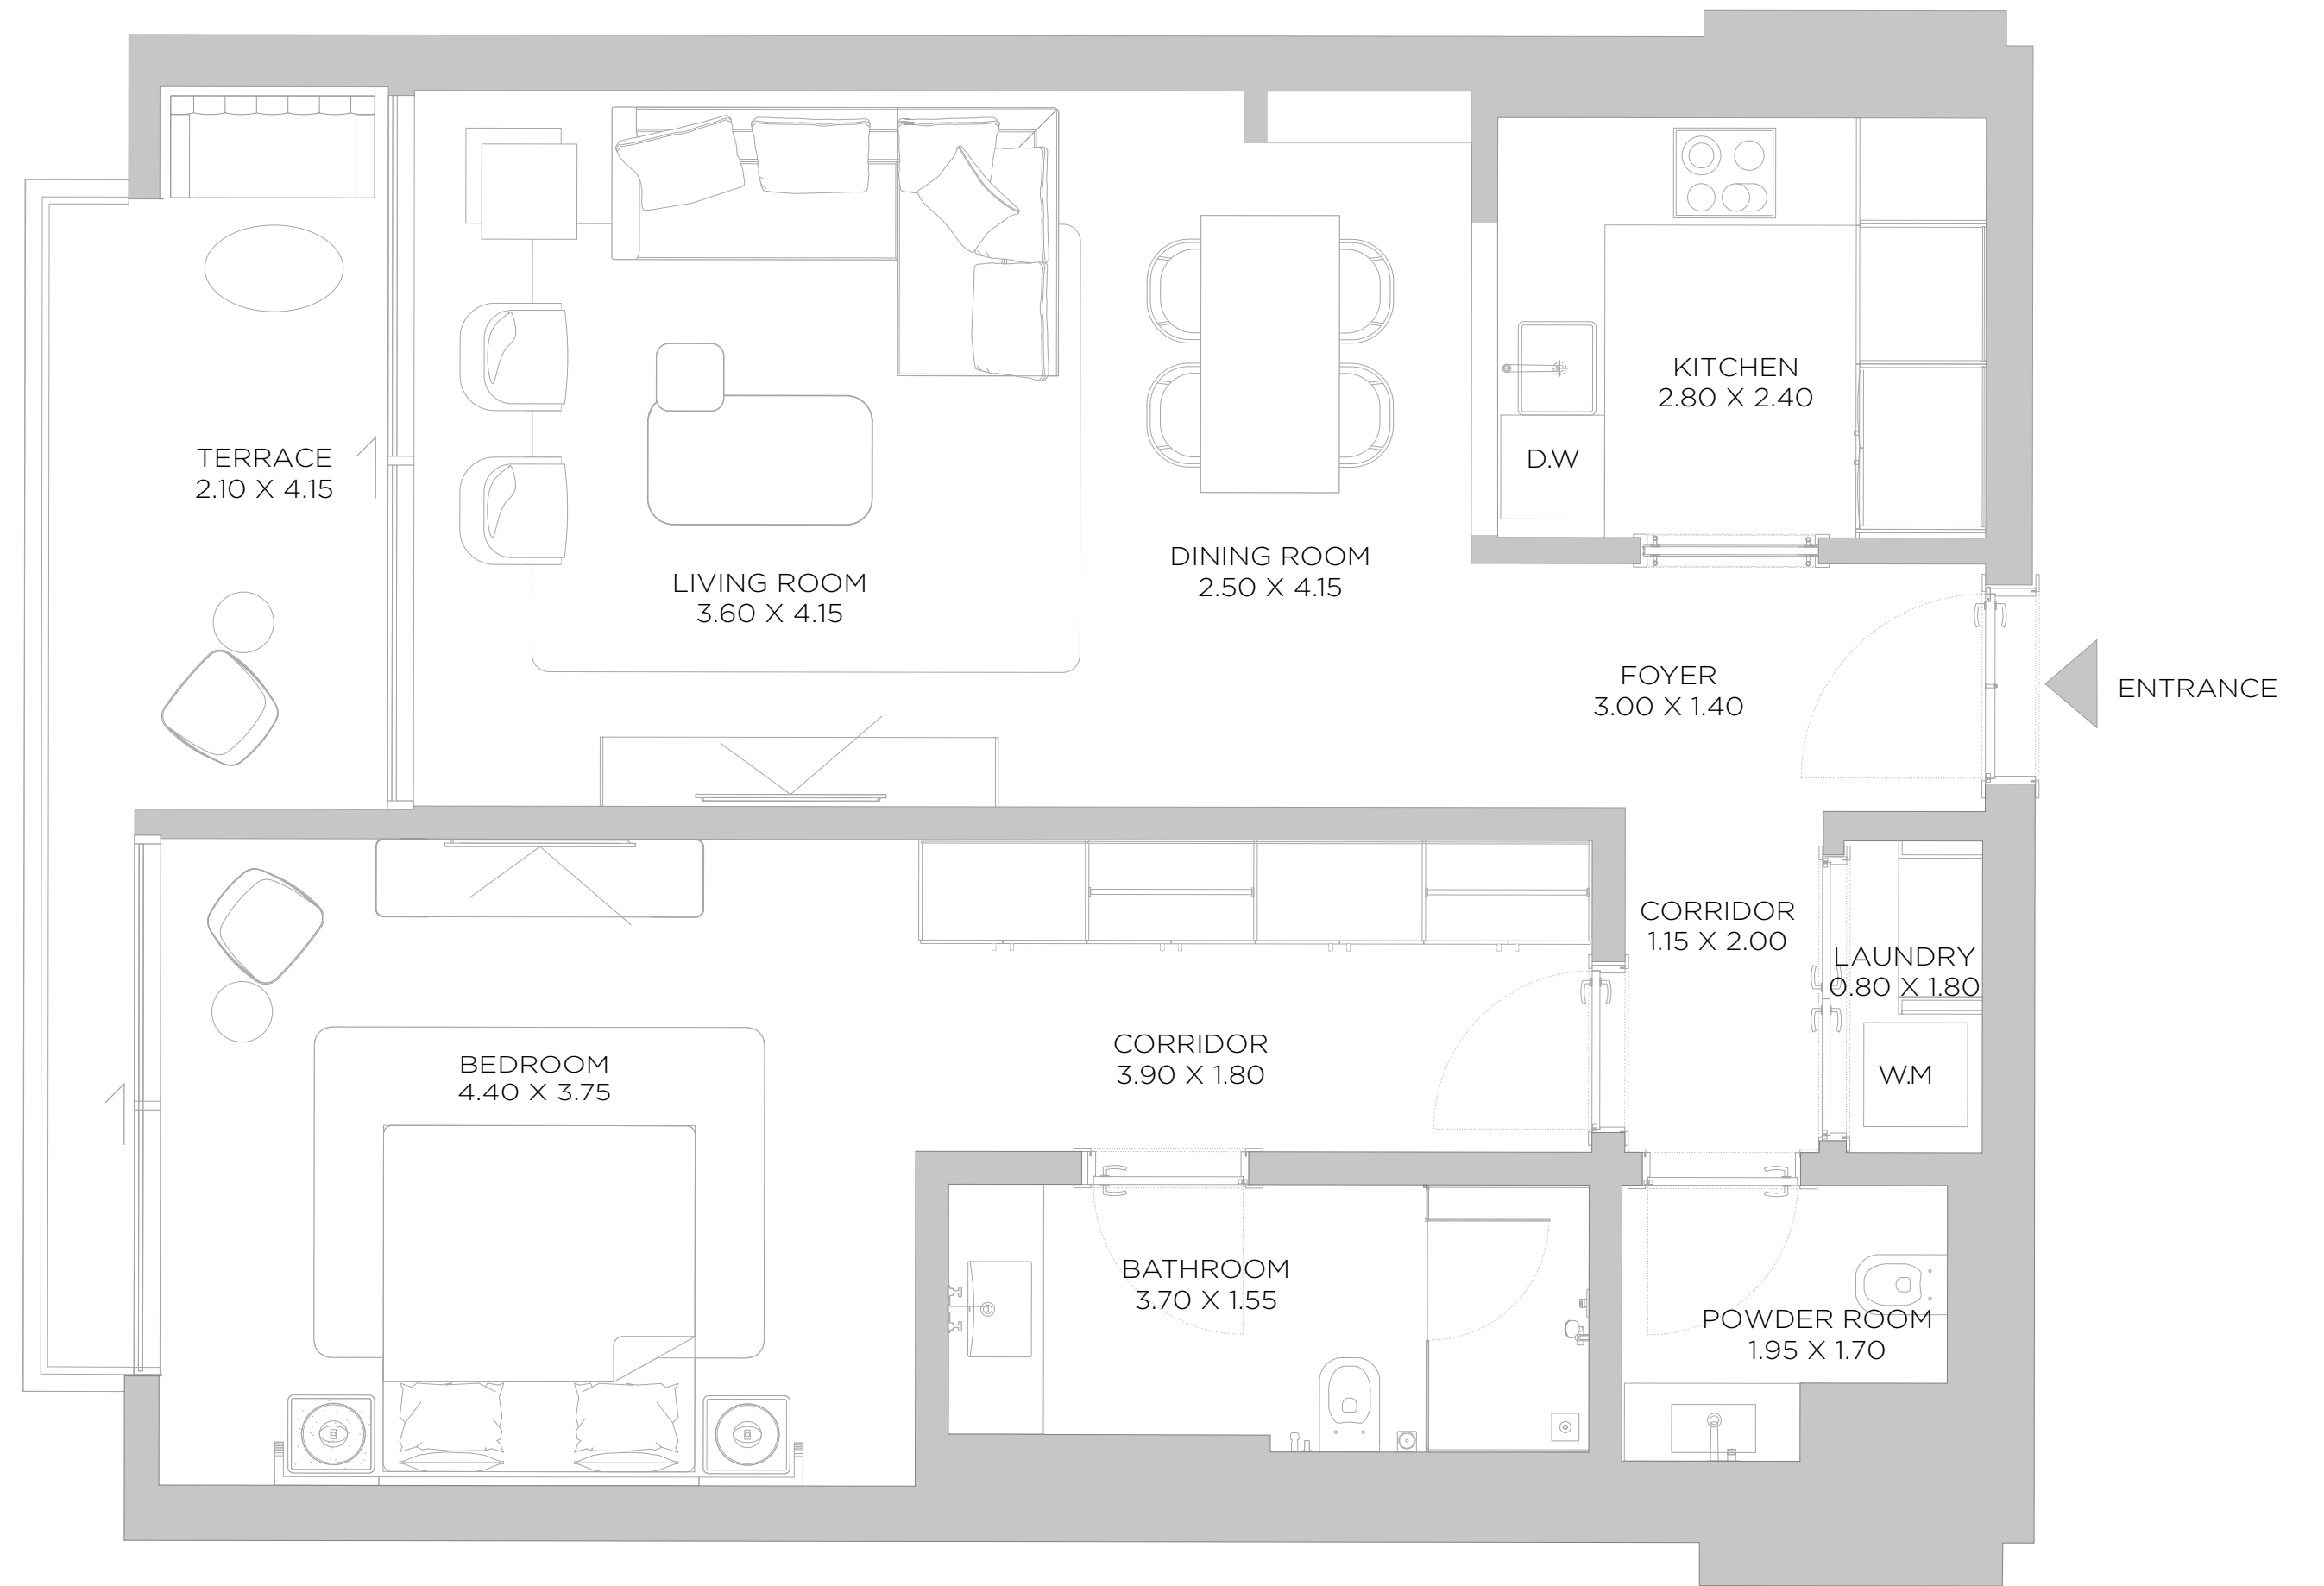 KITCHEN
2.80 X 2.40
D.W
TERRACE
2.10 X 4.15
LIVING ROOM
3.60 X 4.15
DINING ROOM
2.50 X 4.15
FOYER
3.00 X 1.40
ENTRANCE
CORRIDOR
1.15 X 2.00
LAUNDRY
0.80 X 1.80
W.M
BEDROOM
4.40 X 3.75
CORRIDOR
3.90 X 1.80
BATHROOM
3.70 X 1.55
POWDER ROOM
1.95 X 1.70